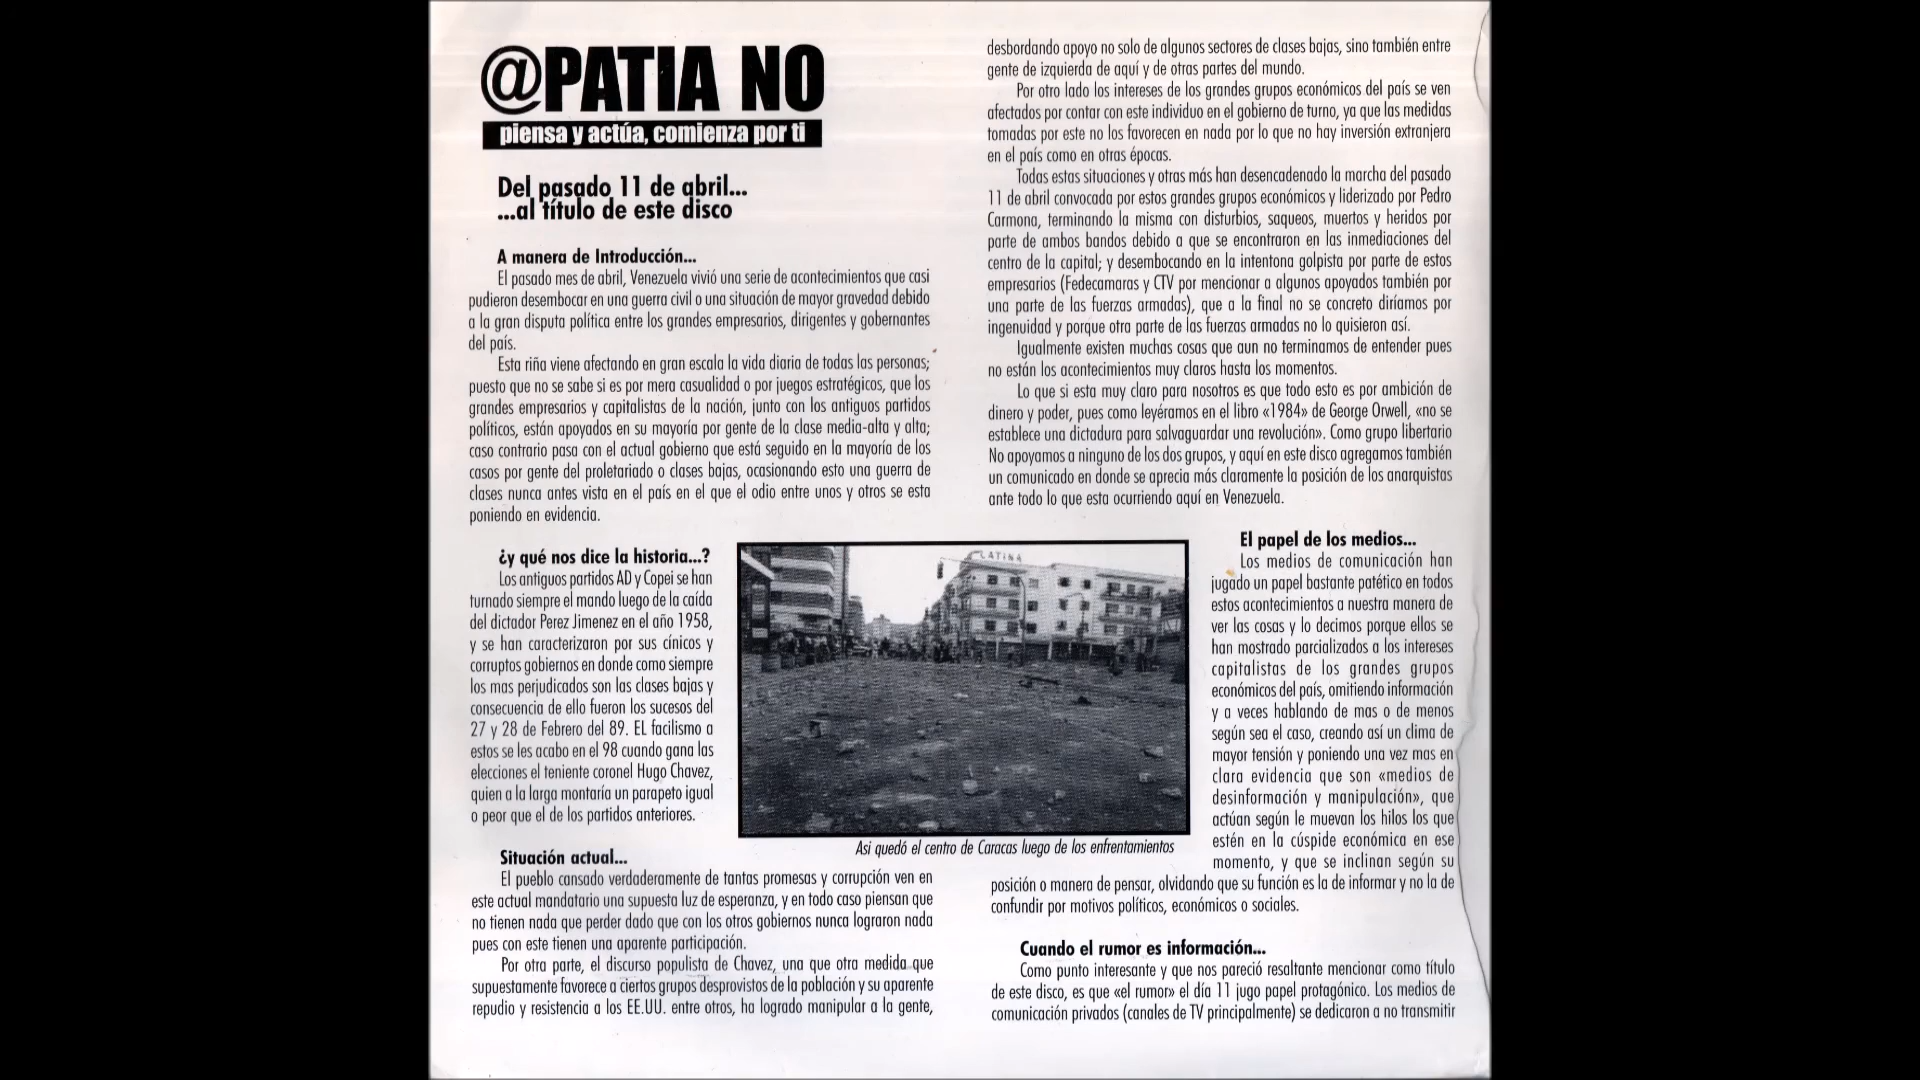 @PATIA NO
piensa y actúa, comienza por ti
Del pasado 11 de abril...
...al título de este disco
A manera de Introducción...
El pasado mes de abril, Venezuela vivió una serie de acontecimientos que casi
pudieron desembocar en una guerra civil o una situación de mayor gravedad debido
a la gran disputa política entre los grandes empresarios, dirigentes y gobernantes
del país.
Esta riña viene afectando en gran escala la vida diaria de todas las personas;
puesto que no se sabe si es por mera casualidad o por juegos estratégicos, que los
grandes empresarios y capitalistas de la nación, junto con los antiguos partidos
políticos, están apoyados en su mayoría por gente de la clase media-alta y alta;
caso contrario pasa con el actual gobierno que está seguido en la mayoría de los
casos por gente del proletariado o clases bajas, ocasionando esto una guerra de
clases nunca antes vista en el país en el que el odio entre unos y otros se esta
poniendo en evidencia.
¿y qué nos dice la historia...?
Los antiguos partidos AD y Copei se han
turnado siempre el mando luego de la caída
del dictador Perez Jimenez en el año 1958,
y se han caracterizaron por sus cínicos y
corruptos gobiernos en donde como siempre
los mas perjudicados son las clases bajas y
consecuencia de ello fueron los sucesos del
27 y 28 de Febrero del 89. EL facilismo a
estos se les acabo en el 98 cuando gana las
elecciones el teniente coronel Hugo Chavez,
quien a la larga montaría un parapeto igual
o peor que el de los partidos anteriores.
Situación actual...
El pueblo cansado verdaderamente de tantas promesas y corrupción ven en
este actual mandatario una supuesta luz de esperanza, y en todo caso piensan que
no tienen nada que perder dado que con los otros gobiernos nunca lograron nada
pues con este tienen una aparente participación.
Por otra parte, el discurso populista de Chavez, una que otra medida que
supuestamente favorece a ciertos grupos desprovistos de la población y su aparente
repudio y resistencia a los EE.UU. entre otros, ha logrado manipular a la gente,
desbordando apoyo no solo de algunos sectores de clases bajas, sino también entre
gente de izquierda de aquí y de otras partes del mundo.
Por otro lado los intereses de los grandes grupos económicos del país se ven
afectados por contar con este individuo en el gobierno de turno, ya que las medidas
tomadas por este no los favorecen en nada por lo que no hay inversión extranjera
en el país como en otras épocas.
Todas estas situaciones y otras más han desencadenado la marcha del pasado
11 de abril convocada por estos grandes grupos económicos y liderizado por Pedro
Carmona, terminando la misma con disturbios, saqueos, muertos y heridos por
parte de ambos bandos debido a que se encontraron en las inmediaciones del
centro de la capital; y desembocando en la intentona golpista por parte de estos
empresarios (Fedecamaras y CTV por mencionar a algunos apoyados también por
una parte de las fuerzas armadas), que a la final no se concreto diríamos por
ingenuidad y porque otra parte de las fuerzas armadas no lo quisieron así.
Igualmente existen muchas cosas que aun no terminamos de entender pues
no están los acontecimientos muy claros hasta los momentos.
Lo que si esta muy claro para nosotros es que todo esto es por ambición de
dinero y poder, pues como leyéramos en el libro «1984» de George Orwell, «no se
establece una dictadura para salvaguardar una revolución». Como grupo libertario
No apoyamos a ninguno de los dos grupos, y aquí en este disco agregamos también
un comunicado en donde se aprecia más claramente la posición de los anarquistas
ante todo lo que esta ocurriendo aquí en Venezuela.
LATINA
Asi quedó el centro de Caracas luego de los enfrentamientos
El papel de los medios...
Los medios de comunicación han
jugado un papel bastante patético en todos
estos acontecimientos a nuestra manera de
ver las cosas y lo decimos porque ellos se
han mostrado parcializados a los intereses
capitalistas de los grandes grupos
económicos del país, omitiendo información
y a veces hablando de mas o de menos
según sea el caso, creando así un clima de
mayor tensión y poniendo una vez mas en
clara evidencia que son «medios de
desinformación y manipulación», que
actúan según le muevan los hilos los que
estén en la cúspide económica en ese
momento, y que se inclinan según su
posición o manera de pensar, olvidando que su función es la de informar y no la de
confundir por motivos políticos, económicos o sociales.
Cuando el rumor es información...
Como punto interesante y que nos pareció resaltante mencionar como título
de este disco, es que «el rumor» el día 11 jugo papel protagónico. Los medios de
comunicación privados (canales de TV principalmente) se dedicaron a no transmitir